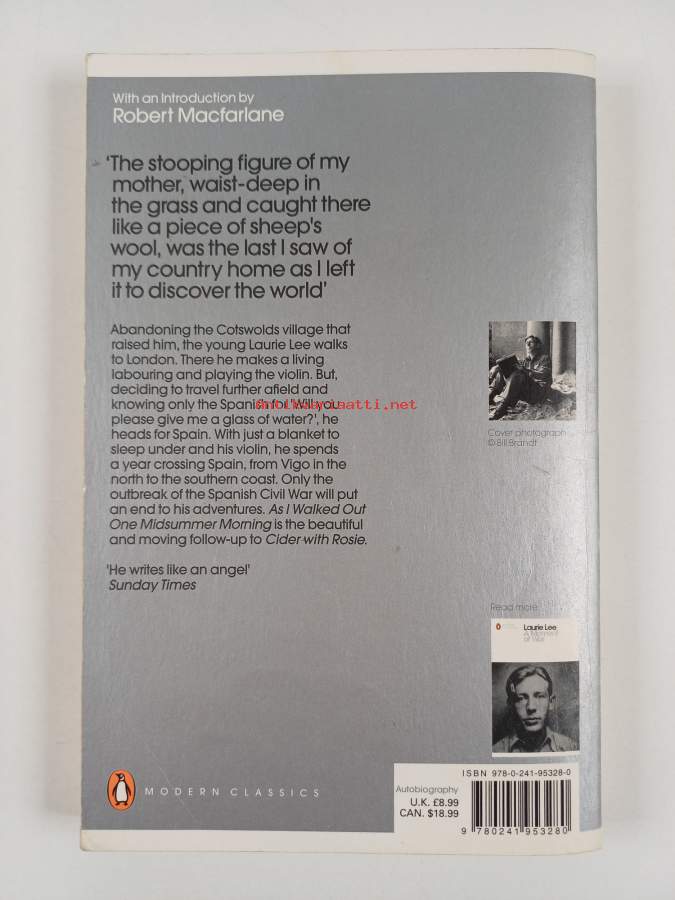 With an Introduction by
Robert Macfarlane
'The stooping figure of my
mother, waist-deep in
the grass and caught there
like a piece of sheep's
wool, was the last I saw of
my country home as I left
it to discover the world'
Abandoning the Cotswolds village that
raised him, the young Laurie Lee walks
to London. There he makes a living
labouring and playing the violin. But,
deciding to travel further afield and
knowing only the Spanish for 'Will you
please give me a glass of water?', he
heads for Spain. With just a blanket to
sleep under and his violin, he spends
a year crossing Spain, from Vigo in the
north to the southern coast. Only the
outbreak of the Spanish Civil War will put
an end to his adventures. As I Walked Out
One Midsummer Morning is the beautiful
and moving follow-up to Cider with Rosie.
'He writes like an angel'
Sunday Times
Antikvariaatti.net
Cover photograph
© Bill Brandt
Read more
Laurie Lee
A Moment
of War
MODERN CLASSICS
Autobiography
U.K. £8.99
CAN. $18.99
ISBN 978-0-241-95328-0
9 780241 953280